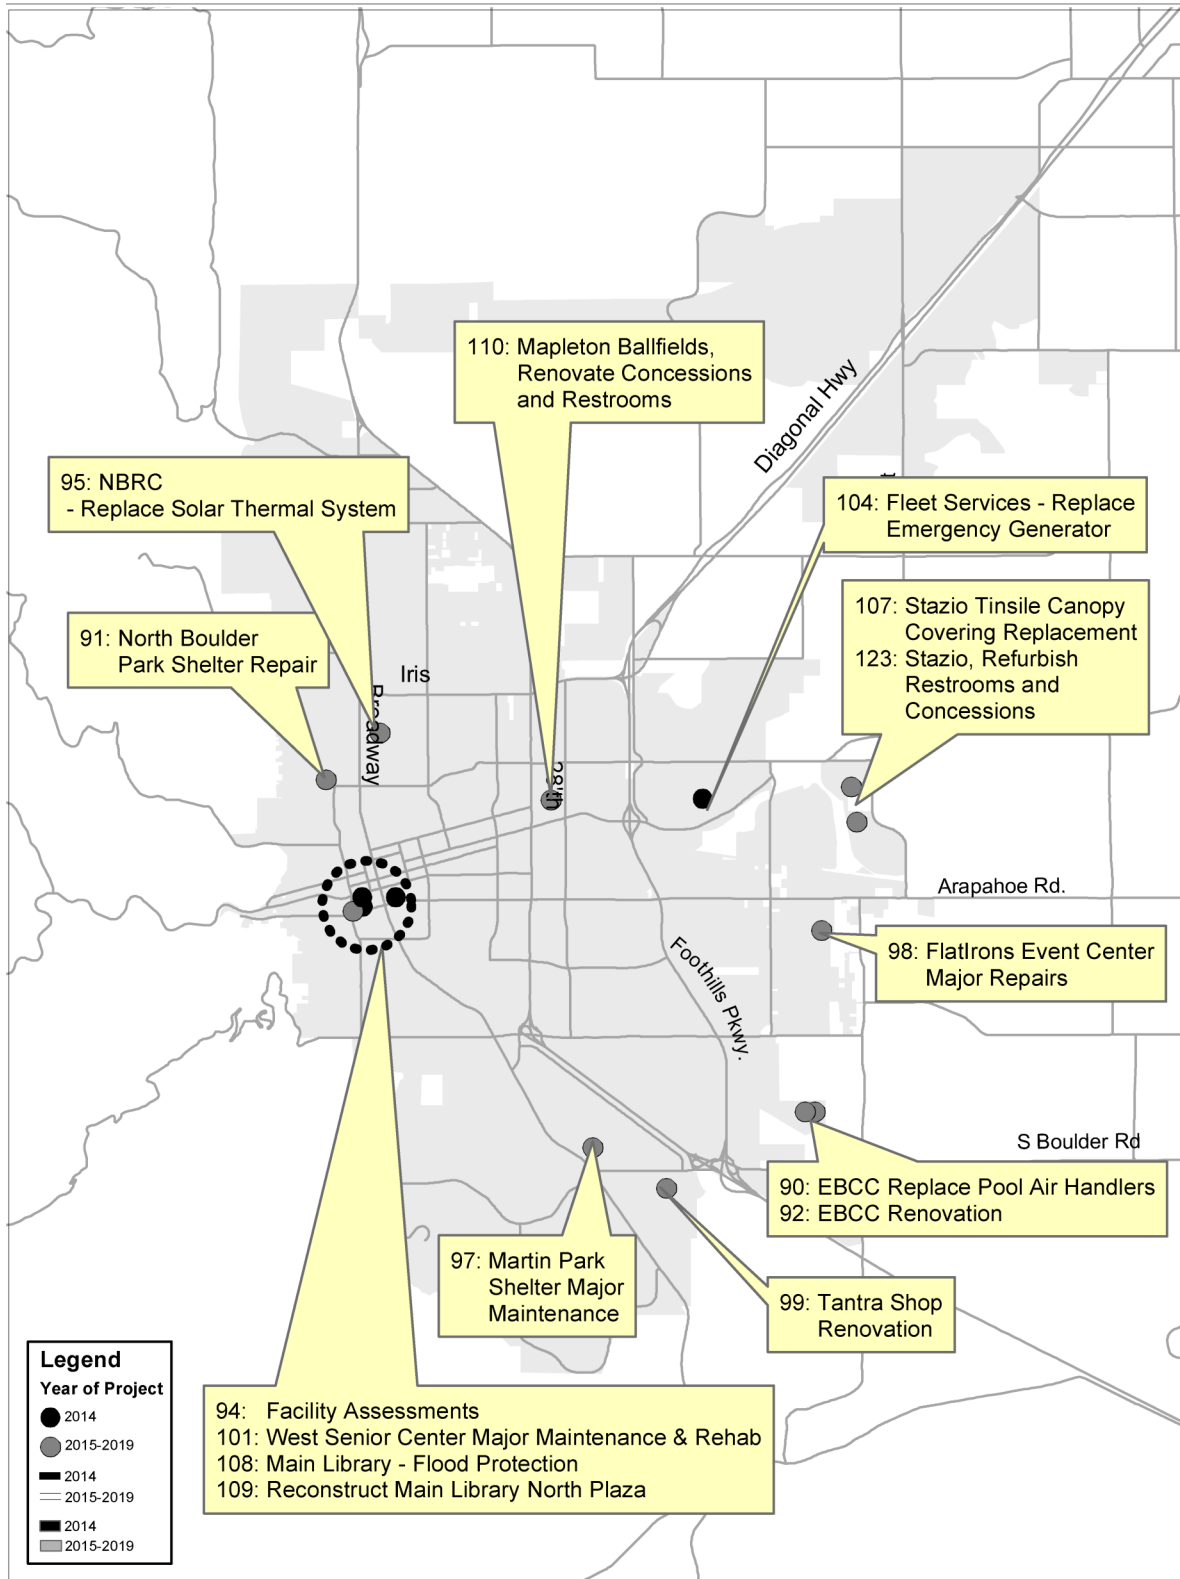 110: Mapleton Ballfields,
Renovate Concessions
and Restrooms
Diagonal Hwy
95: NBRC
- Replace Solar Thermal System
104: Fleet Services - Replace
Emergency Generator
107: Stazio Tinsile Canopy
Covering Replacement
123: Stazio, Refurbish
Restrooms and
Concessions
91: North Boulder
Park Shelter Repair
Iris
Broadway
28th
Arapahoe Rd.
98: FlatIrons Event Center
Major Repairs
Foothills Pkwy.
S Boulder Rd
90: EBCC Replace Pool Air Handlers
92: EBCC Renovation
97: Martin Park
Shelter Major
Maintenance
99: Tantra Shop
Renovation
94: Facility Assessments
101: West Senior Center Major Maintenance & Rehab
108: Main Library - Flood Protection
109: Reconstruct Main Library North Plaza
Legend
Year of Project
2014
2015-2019
2014
2015-2019
2014
2015-2019